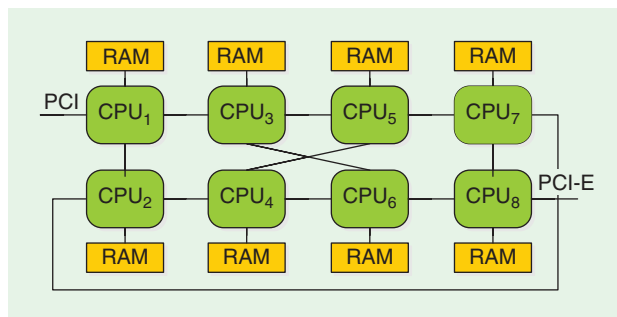 RAM RAM RAM RAM
PCI CPU₁ CPU₃ CPU₅ CPU₇
CPU₂ CPU₄ CPU₆ CPU₈ PCI-E
RAM RAM RAM RAM